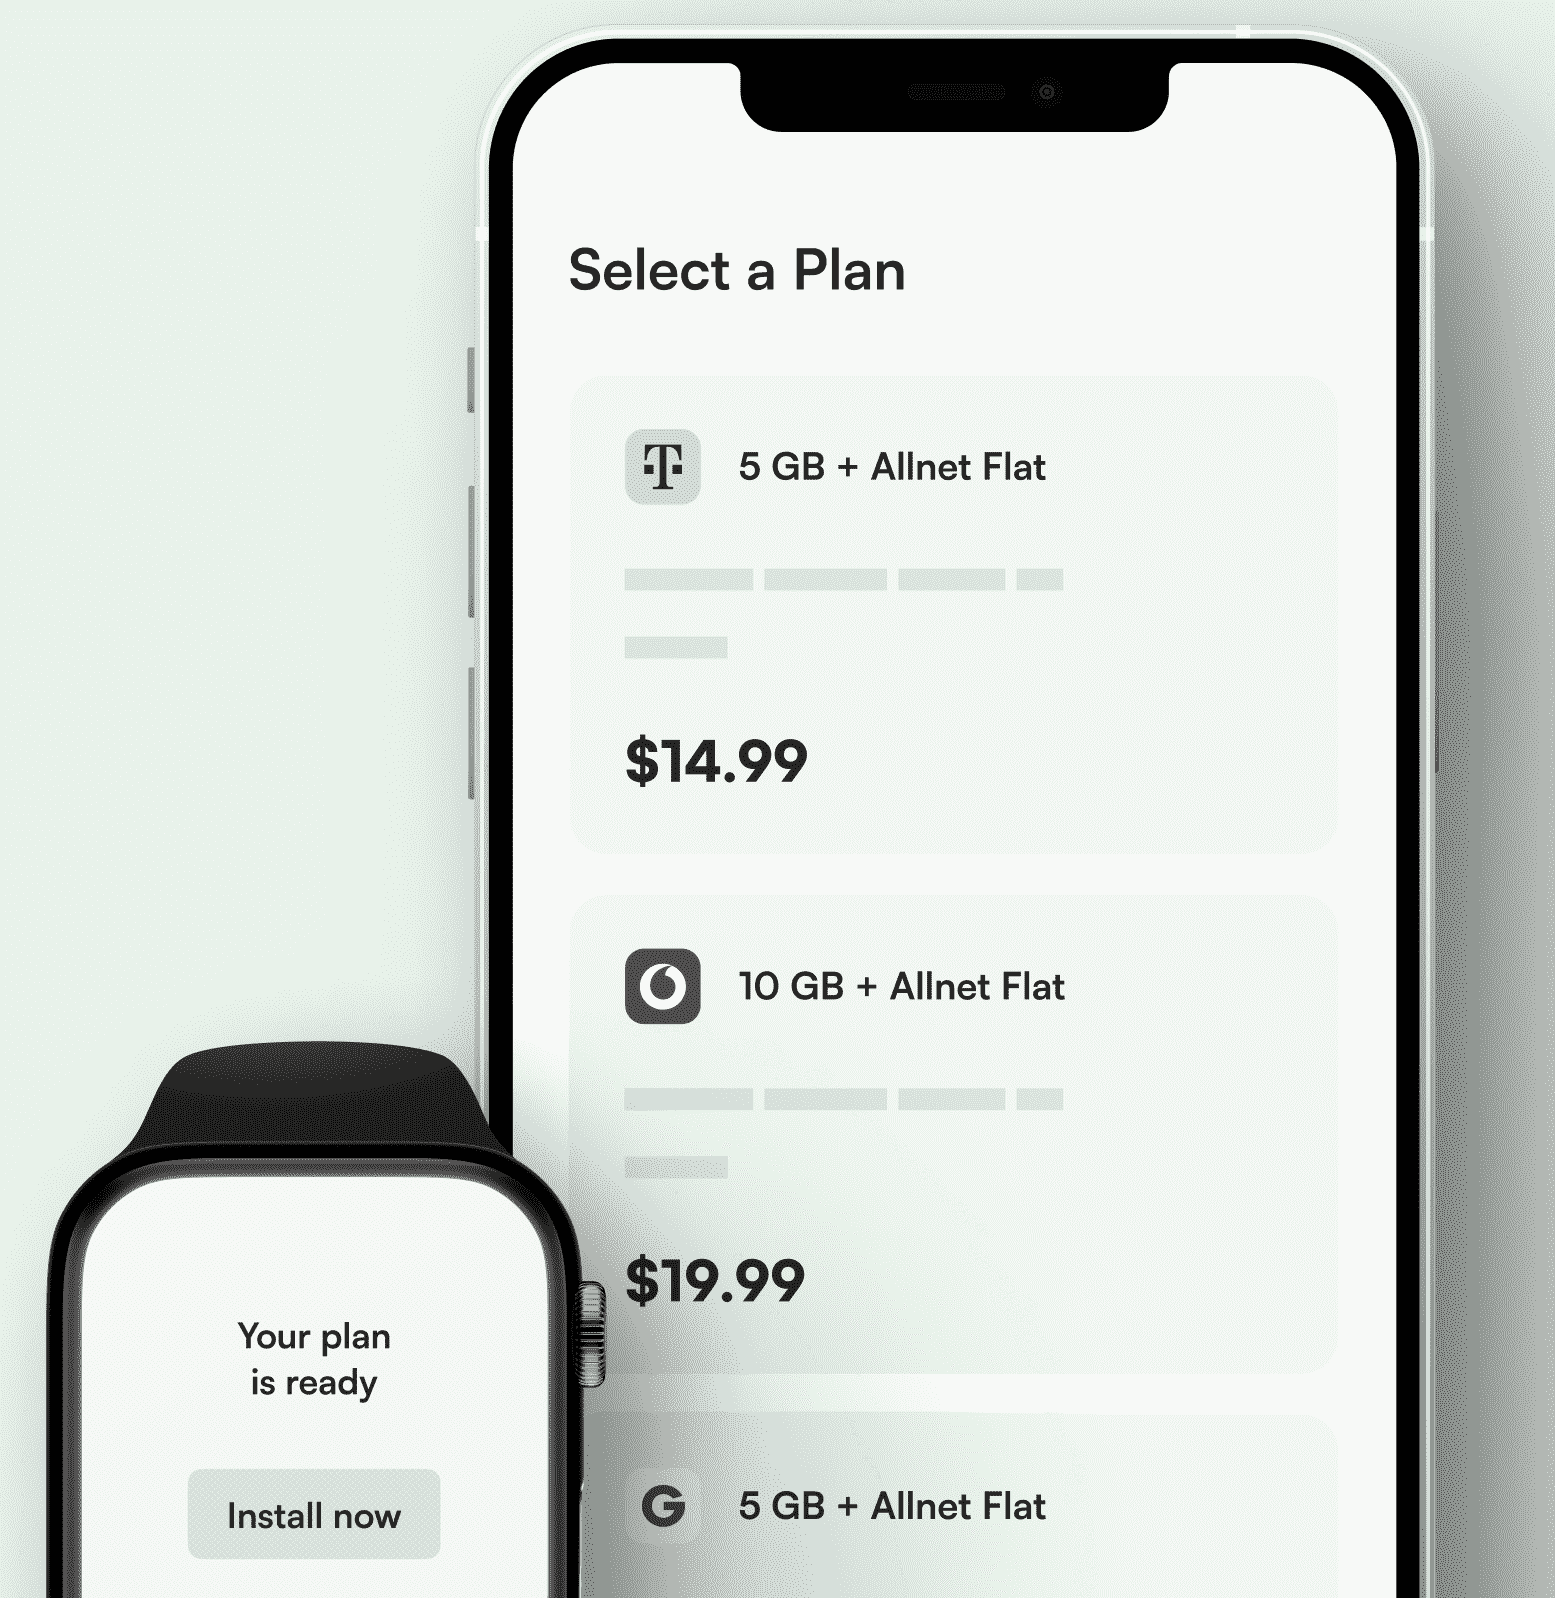 Select a Plan
T
5 GB + Allnet Flat
$14.99
10 GB + Allnet Flat
$19.99
G
5 GB + Allnet Flat
Your plan
is ready
Install now